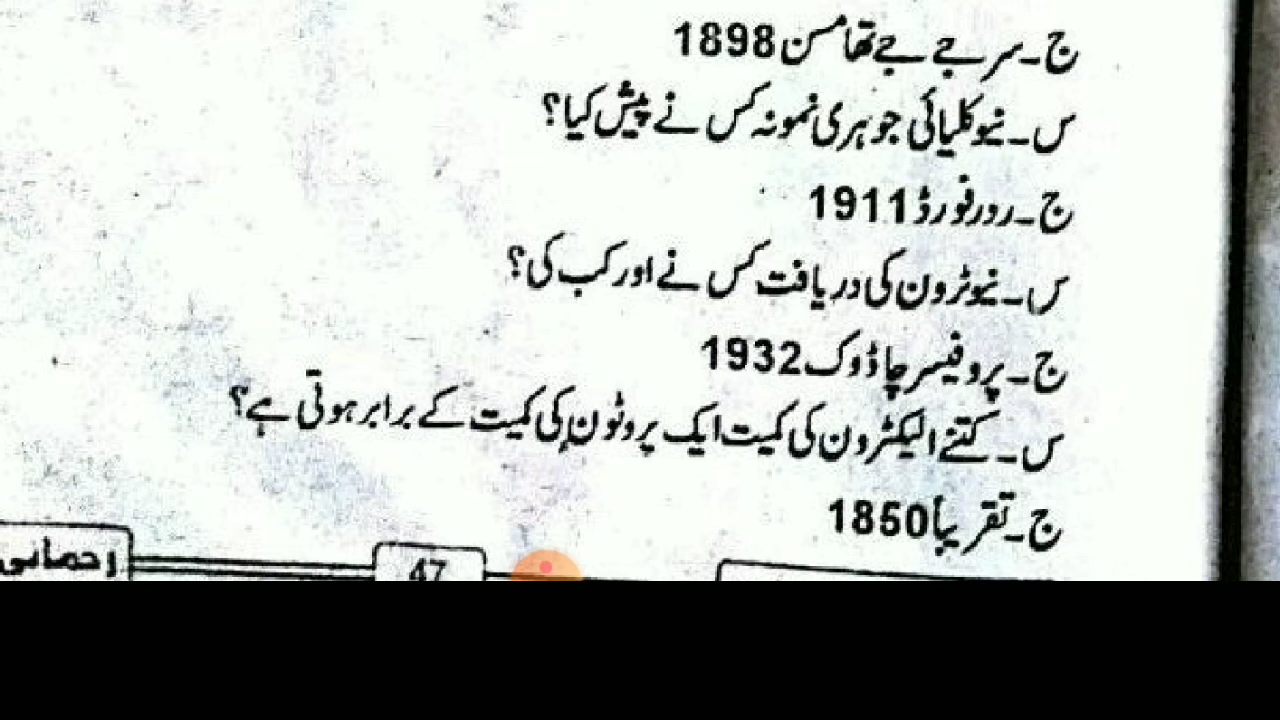 ج۔سر جے جے تھامسن 1898
س۔نیوکلیائی جوہری نمونہ کس نے پیش کیا؟
ج۔ردرفورڈ 1911
س۔نیوٹرون کی دریافت کس نے اور کب کی؟
ج۔پروفیسر چاڈوک 1932
س۔کتنے الیکٹرون کی کمیت ایک پروٹون کی کمیت کے برابر ہوتی ہے؟
ج۔تقریباً 1850
رحمانی
47